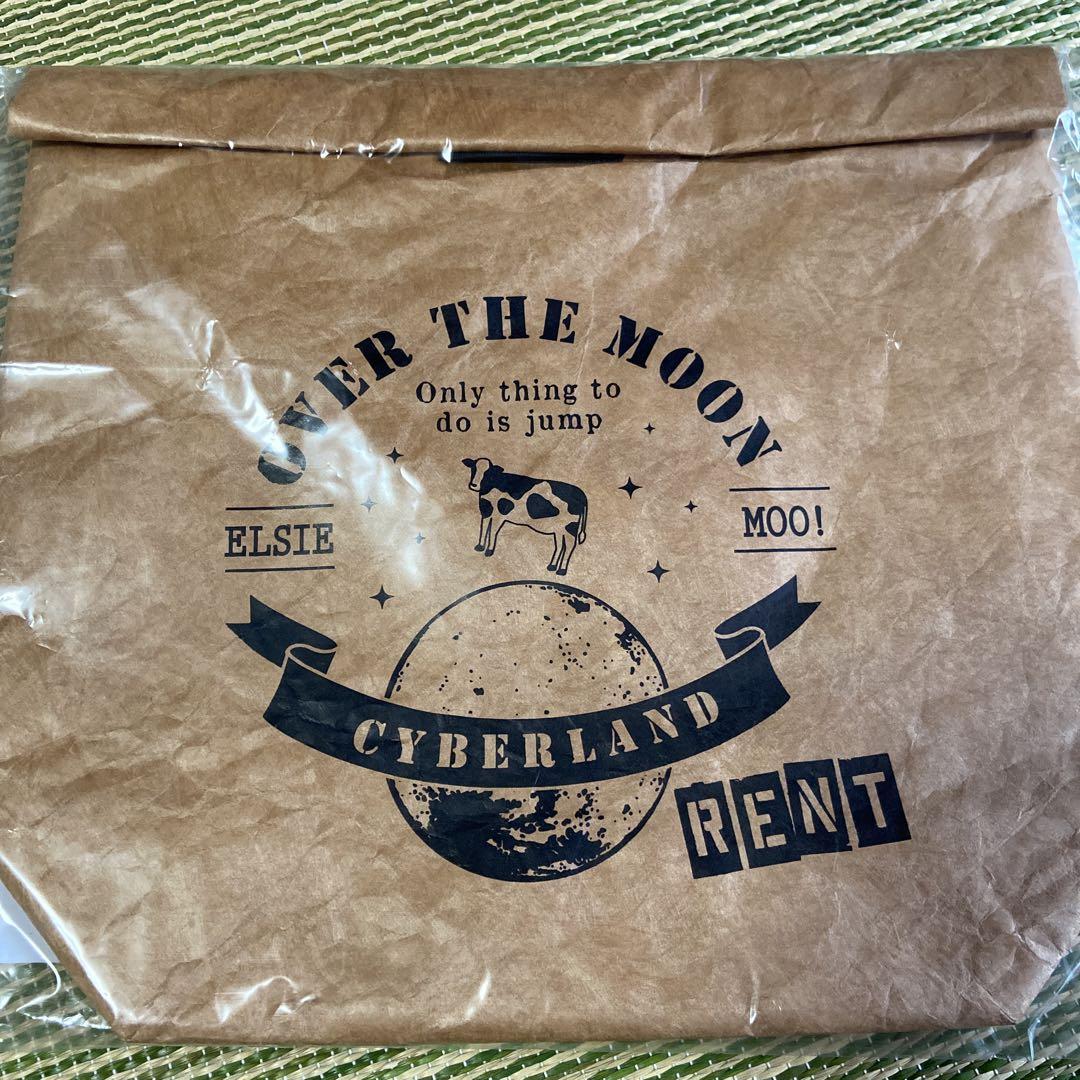 OVER THE MOON
Only thing to
do is jump
ELSIE
MOO!
CYBERLAND
RENT